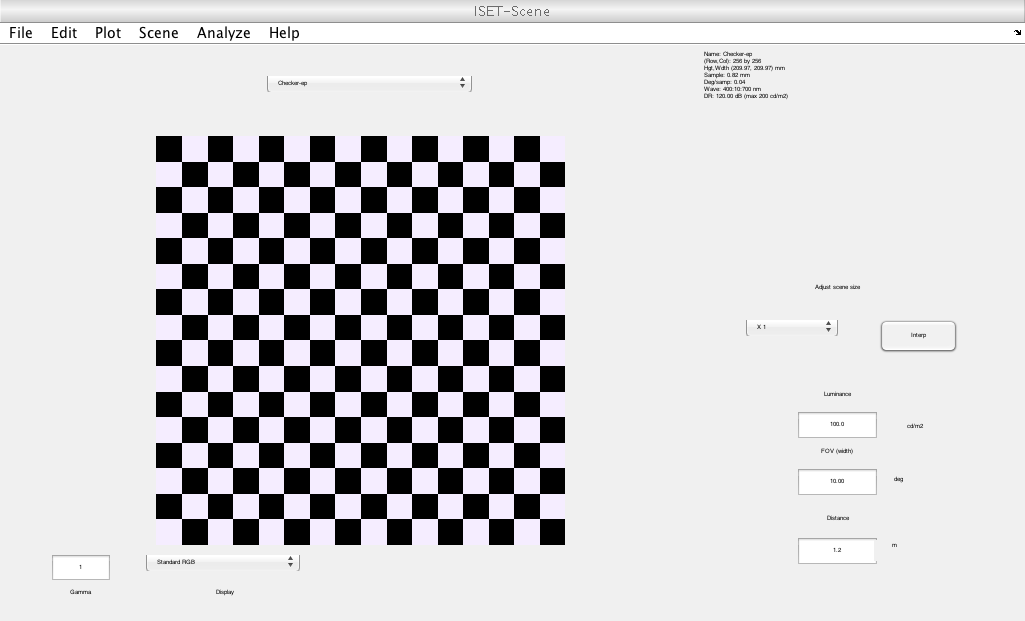 ISET-Scene
File Edit Plot Scene Analyze Help
Name: Checker-ep
(Row,Col): 256 by 256
Hgt,Wdth (209.97, 209.97) mm
Sample: 0.82 mm
Deg/samp: 0.04
Wave: 400:10:700 nm
DR: 120.00 dB (max 200 cd/m2)
Checker-ep
Adjust scene size
X 1
Interp
Luminance
100.0 cd/m2
FOV (width)
10.00 deg
Distance
1.2 m
1
Gamma
Standard RGB
Display